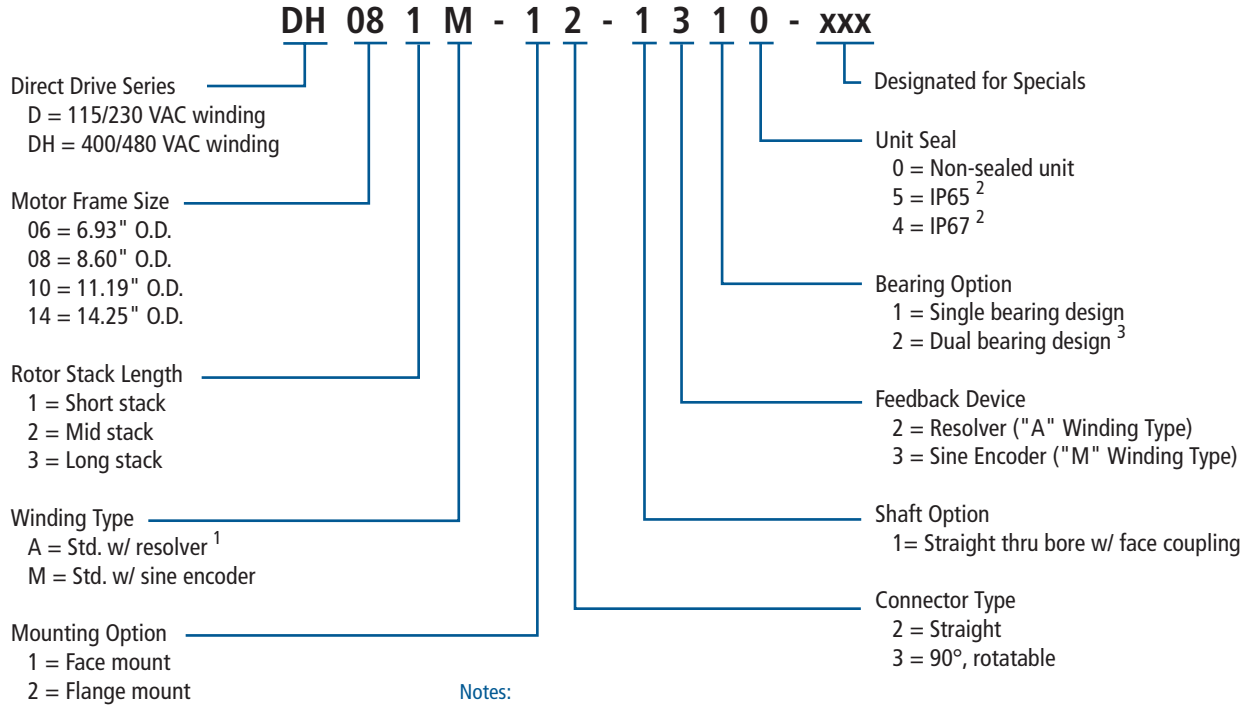 DH 08 1 M - 1 2 - 1 3 1 0 - xxx
Direct Drive Series
D = 115/230 VAC winding
DH = 400/480 VAC winding
Motor Frame Size
06 = 6.93" O.D.
08 = 8.60" O.D.
10 = 11.19" O.D.
14 = 14.25" O.D.
Rotor Stack Length
1 = Short stack
2 = Mid stack
3 = Long stack
Winding Type
A = Std. w/ resolver 1
M = Std. w/ sine encoder
Mounting Option
1 = Face mount
2 = Flange mount
Designated for Specials
Unit Seal
0 = Non-sealed unit
5 = IP65 2
4 = IP67 2
Bearing Option
1 = Single bearing design
2 = Dual bearing design 3
Feedback Device
2 = Resolver ("A" Winding Type)
3 = Sine Encoder ("M" Winding Type)
Shaft Option
1= Straight thru bore w/ face coupling
Connector Type
2 = Straight
3 = 90°, rotatable
Notes: